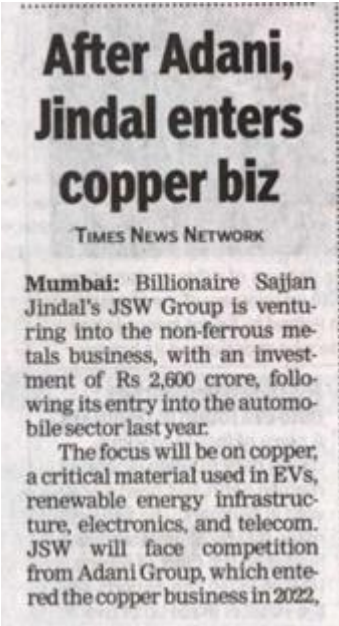 After Adani,
Jindal enters
copper biz
TIMES NEWS NETWORK
Mumbai: Billionaire Sajjan
Jindal's JSW Group is ventu-
ring into the non-ferrous me-
tals business, with an invest-
ment of Rs 2,600 crore, follo-
wing its entry into the automo-
bile sector last year.
The focus will be on copper,
a critical material used in EVs,
renewable energy infrastruc-
ture, electronics, and telecom.
JSW will face competition
from Adani Group, which ente-
red the copper business in 2022,